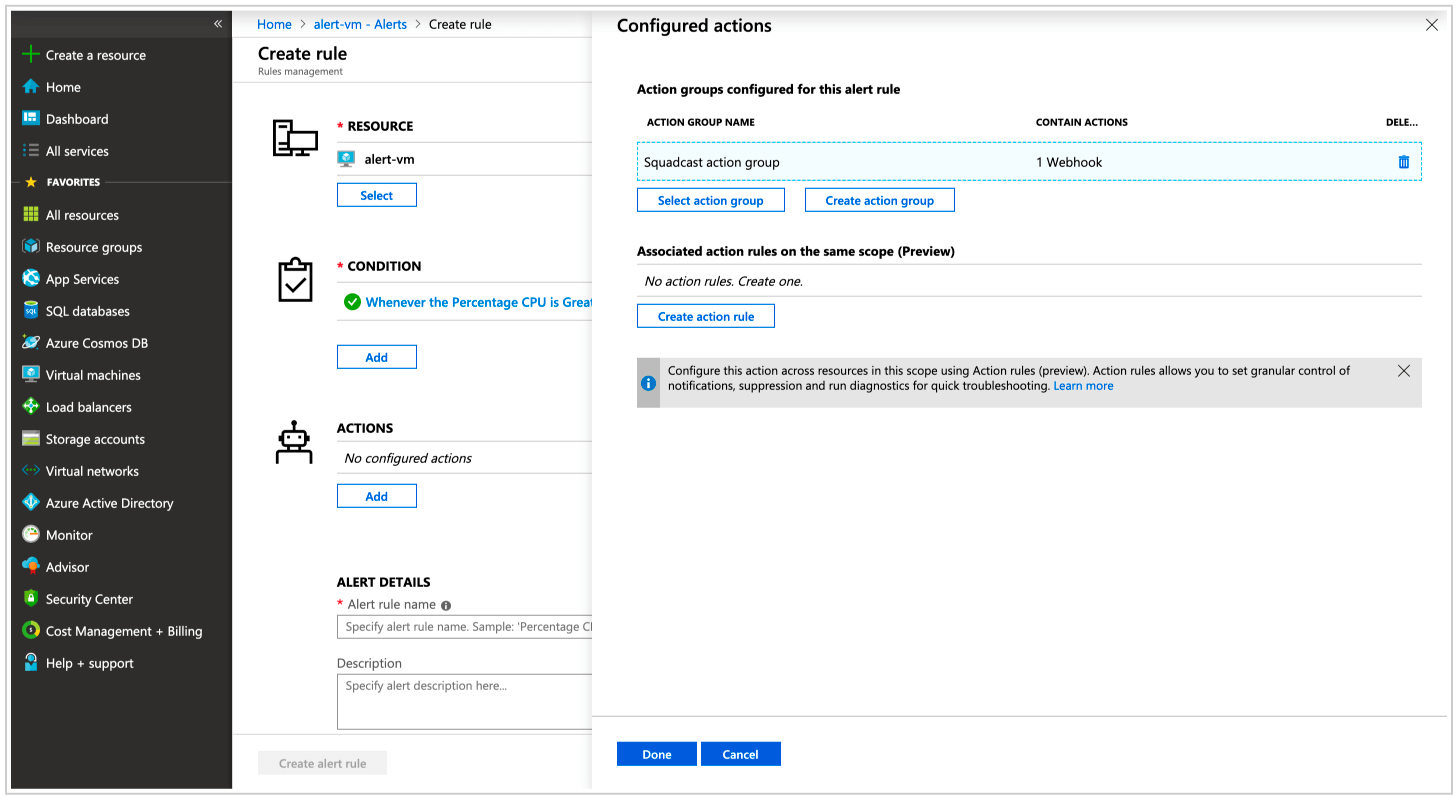 «
Create a resource
Home
Dashboard
All services
FAVORITES
All resources
Resource groups
App Services
SQL databases
Azure Cosmos DB
Virtual machines
Load balancers
Storage accounts
Virtual networks
Azure Active Directory
Monitor
Advisor
Security Center
Cost Management + Billing
Help + support
Home > alert-vm - Alerts > Create rule
Create rule
Rules management
* RESOURCE
alert-vm
Select
* CONDITION
Whenever the Percentage CPU is Great
Add
ACTIONS
No configured actions
Add
ALERT DETAILS
* Alert rule name
Specify alert rule name. Sample: 'Percentage CP
Description
Specify alert description here...
Create alert rule
Configured actions
Action groups configured for this alert rule
ACTION GROUP NAME CONTAIN ACTIONS DELE...
Squadcast action group 1 Webhook
Select action group Create action group
Associated action rules on the same scope (Preview)
No action rules. Create one.
Create action rule
Configure this action across resources in this scope using Action rules (preview). Action rules allows you to set granular control of
notifications, suppression and run diagnostics for quick troubleshooting. Learn more
Done Cancel